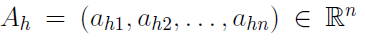 A_h = (a_{h1}, a_{h2}, . . . , a_{hn}) ∈ ℝ^n